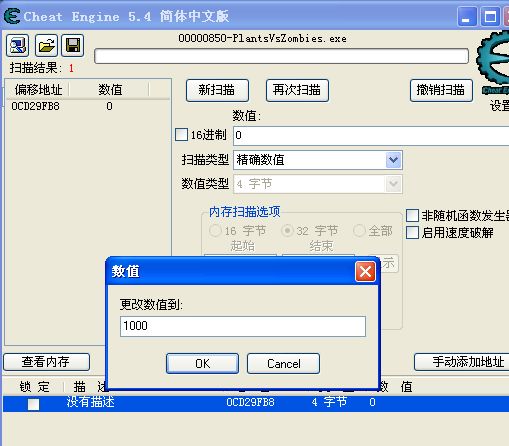 Cheat Engine 5.4 简体中文版
00000850-PlantsVsZombies.exe
扫描结果: 1
偏移地址 数值
0CD29FB8 0
新扫描 再次扫描 撤销扫描
Cheat En
设置
数值:
16进制 0
扫描类型 精确数值
数值类型 4 字节
内存扫描选项
16 字节 32 字节 全部
起始 结束
示
非随机函数发生器
启用速度破解
数值
更改数值到:
1000
OK Cancel
查看内存 手动添加地址
锁 定 描 述 数 值
没有描述 0CD29FB8 4 字节 0